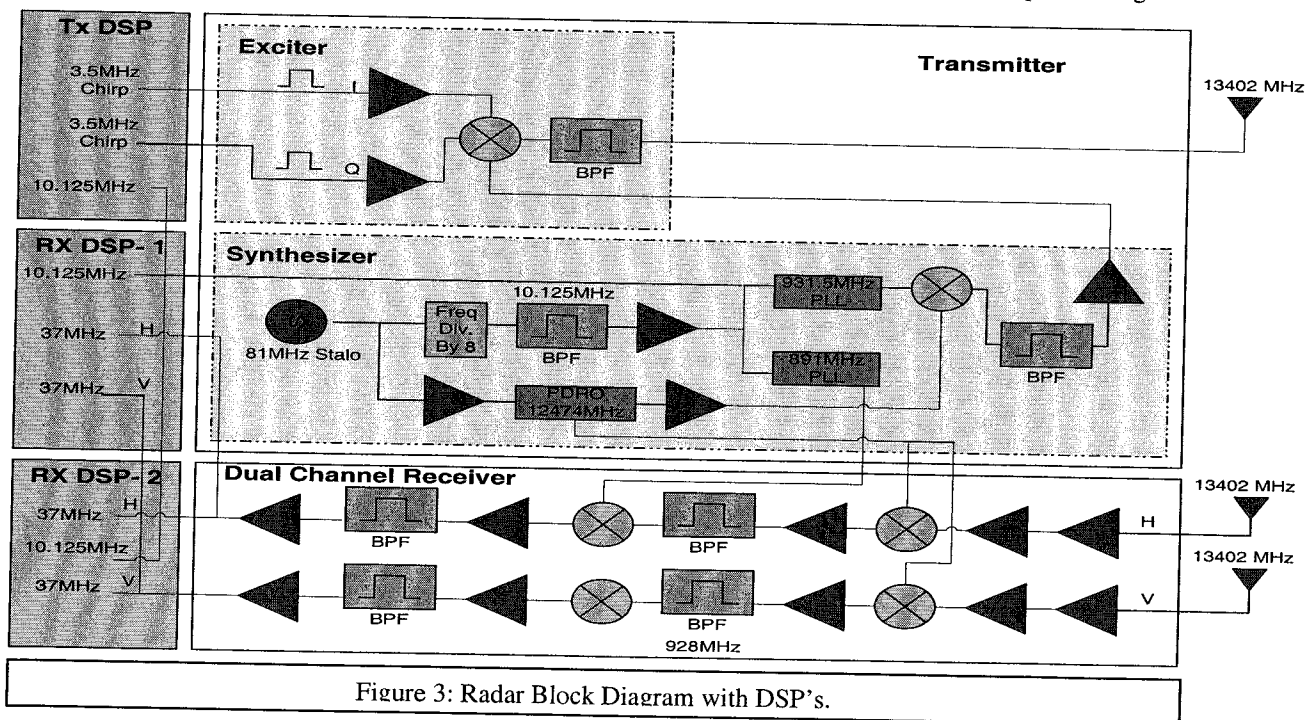 Tx DSP
3.5MHz
Chirp
3.5MHz
Chirp
10.125MHz
Exciter
I
Q
BPF
Transmitter
13402 MHz
RX DSP- 1
10.125MHz
37MHz
H
37MHz
V
Synthesizer
81MHz Stalo
Freq
Div.
By 8
10.125MHz
BPF
PDRO
12474MHz
931.5MHz
PLL
891MHz
PLL
BPF
RX DSP- 2
H
37MHz
10.125MHz
V
37MHz
Dual Channel Receiver
BPF
BPF
H
13402 MHz
BPF
BPF
928MHz
V
13402 MHz
Figure 3: Radar Block Diagram with DSP's.